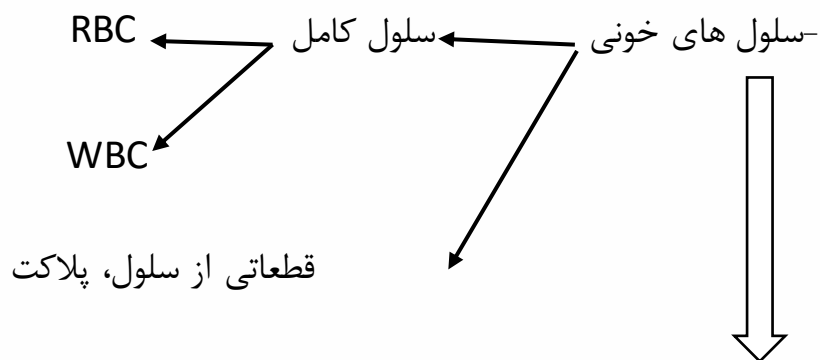 -سلول های خونی سلول کامل RBC
WBC
قطعاتی از سلول، پلاکت